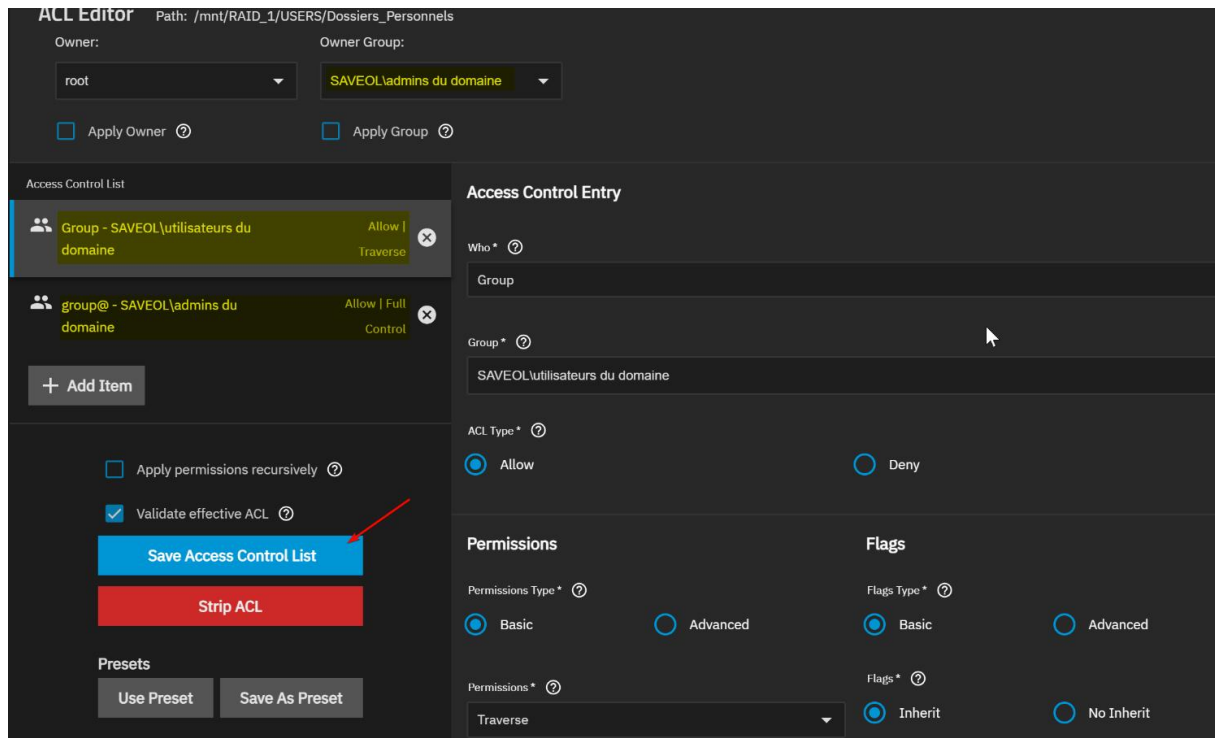 ACL Editor Path: /mnt/RAID_1/USERS/Dossiers_Personnels
Owner: Owner Group:
root SAVEOL\admins du domaine
Apply Owner Apply Group
Access Control List
Group - SAVEOL\utilisateurs du domaine
Allow | Traverse
group@ - SAVEOL\admins du domaine
Allow | Full Control
+ Add Item
Apply permissions recursively
Validate effective ACL
Save Access Control List
Strip ACL
Presets
Use Preset Save As Preset
Access Control Entry
Who *
Group
Group *
SAVEOL\utilisateurs du domaine
ACL Type *
Allow Deny
Permissions Flags
Permissions Type * Flags Type *
Basic Advanced Basic Advanced
Permissions * Flags *
Traverse Inherit No Inherit